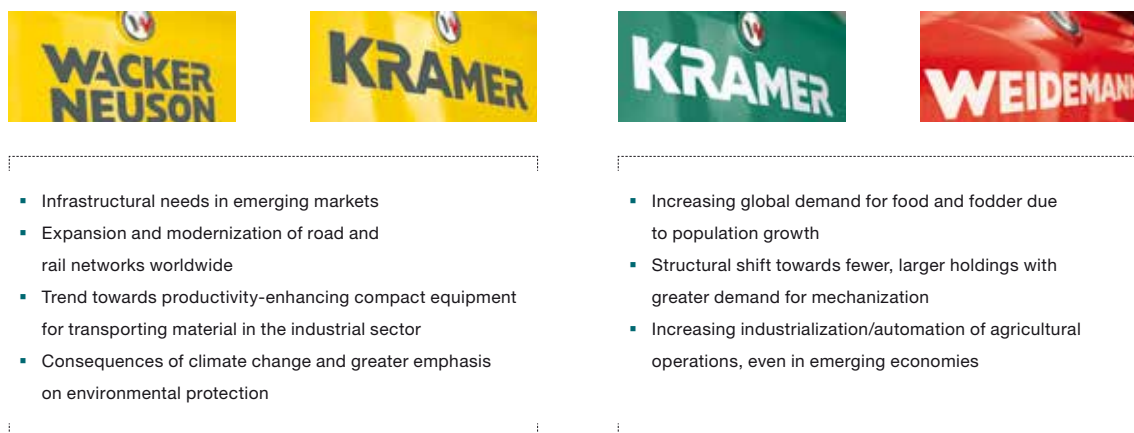 WACKER
NEUSON
KRAMER
KRAMER
WEIDEMANN
▪ Infrastructural needs in emerging markets
▪ Expansion and modernization of road and
rail networks worldwide
▪ Trend towards productivity-enhancing compact equipment
for transporting material in the industrial sector
▪ Consequences of climate change and greater emphasis
on environmental protection
▪ Increasing global demand for food and fodder due
to population growth
▪ Structural shift towards fewer, larger holdings with
greater demand for mechanization
▪ Increasing industrialization/automation of agricultural
operations, even in emerging economies